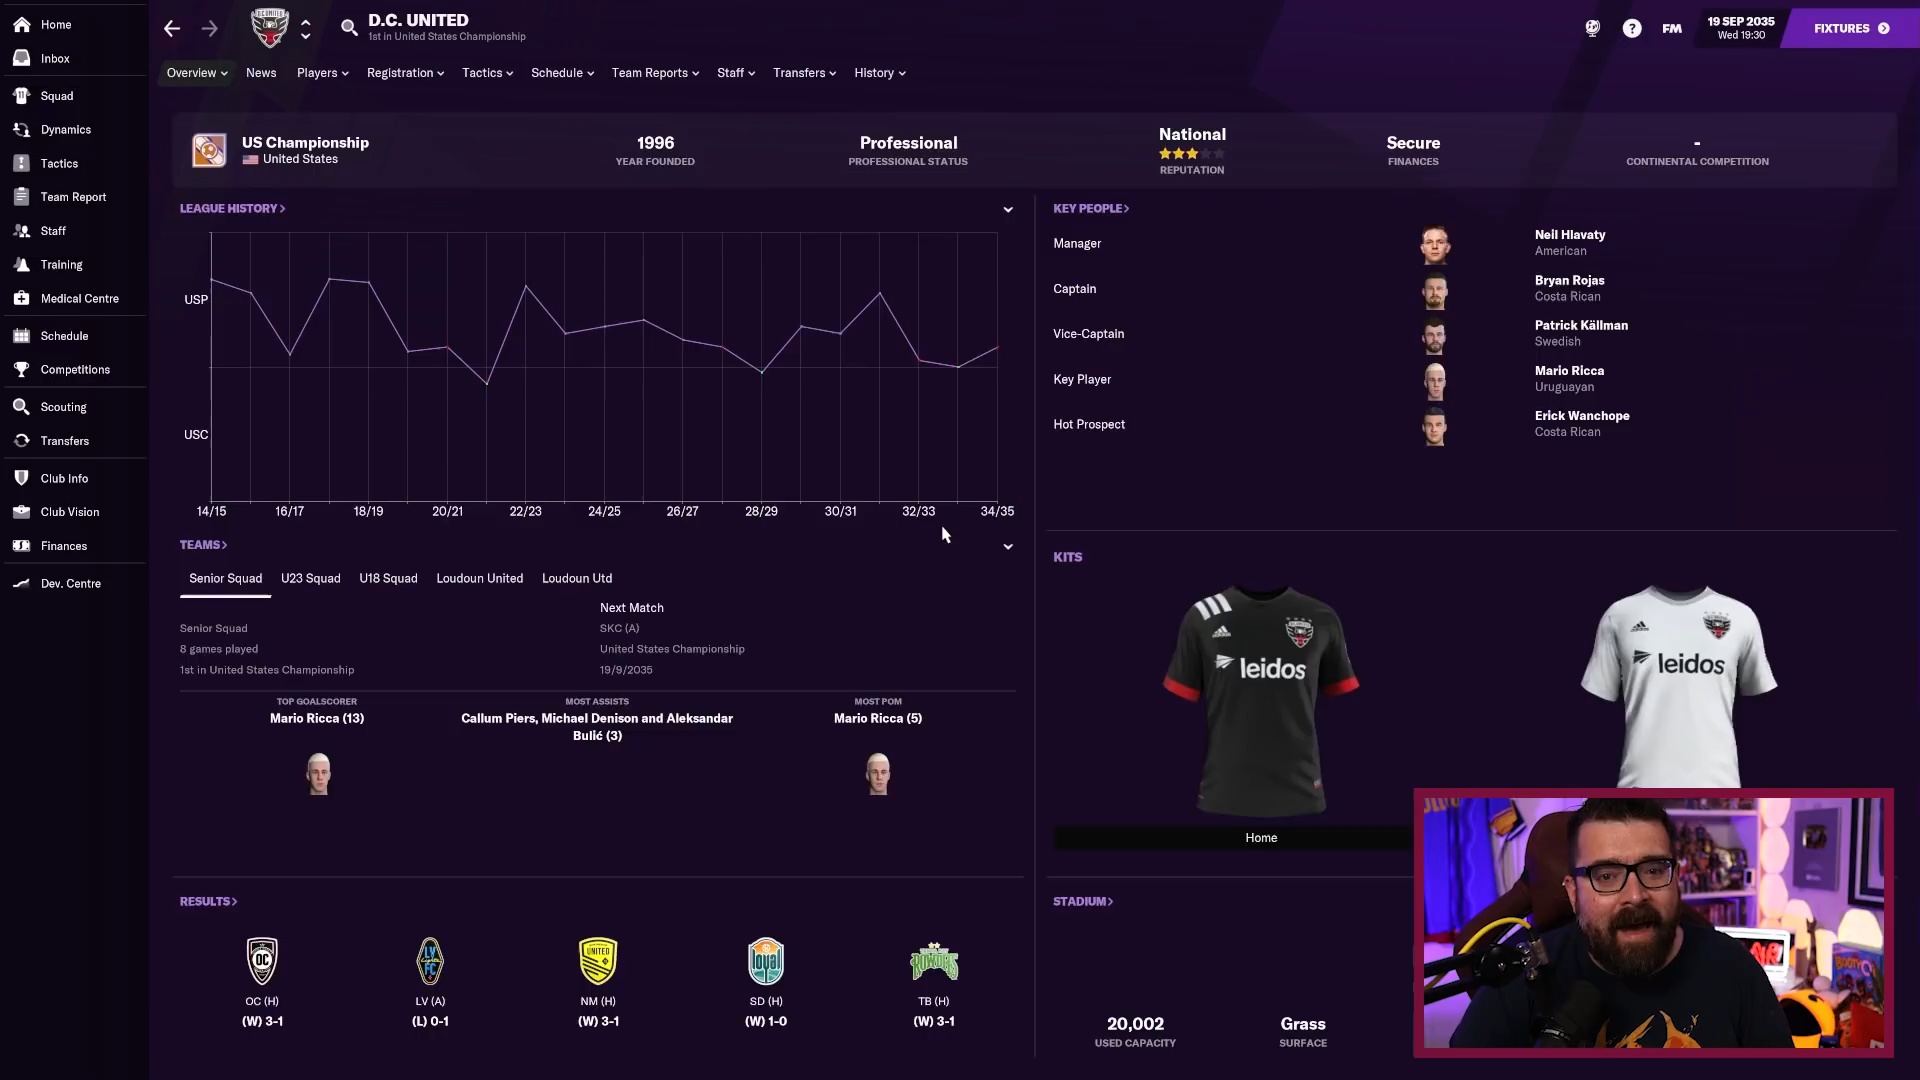 Home
Inbox
Squad
Dynamics
Tactics
Team Report
Staff
Training
Medical Centre
Schedule
Competitions
Scouting
Transfers
Club Info
Club Vision
Finances
Dev. Centre
D.C. UNITED
1st in United States Championship
FM
19 SEP 2035
Wed 19:30
FIXTURES
Overview
News
Players
Registration
Tactics
Schedule
Team Reports
Staff
Transfers
History
US Championship
United States
1996
YEAR FOUNDED
Professional
PROFESSIONAL STATUS
National
REPUTATION
Secure
FINANCES
-
CONTINENTAL COMPETITION
LEAGUE HISTORY>
USP
USC
14/15 16/17 18/19 20/21 22/23 24/25 26/27 28/29 30/31 32/33 34/35
KEY PEOPLE>
Manager
Neil Hlavaty
American
Captain
Bryan Rojas
Costa Rican
Vice-Captain
Patrick Källman
Swedish
Key Player
Mario Ricca
Uruguayan
Hot Prospect
Erick Wanchope
Costa Rican
TEAMS>
Senior Squad
U23 Squad
U18 Squad
Loudoun United
Loudoun Utd
Senior Squad
8 games played
1st in United States Championship
Next Match
SKC (A)
United States Championship
19/9/2035
TOP GOALSCORER
Mario Ricca (13)
MOST ASSISTS
Callum Piers, Michael Denison and Aleksandar
Bulić (3)
MOST POM
Mario Ricca (5)
KITS
adidas
leidos
adidas
leidos
Home
RESULTS>
OC
LV
UNITED
loyal
ROWDIES
OC (H)
(W) 3-1
LV (A)
(L) 0-1
NM (H)
(W) 3-1
SD (H)
(W) 1-0
TB (H)
(W) 3-1
STADIUM>
20,002
USED CAPACITY
Grass
SURFACE